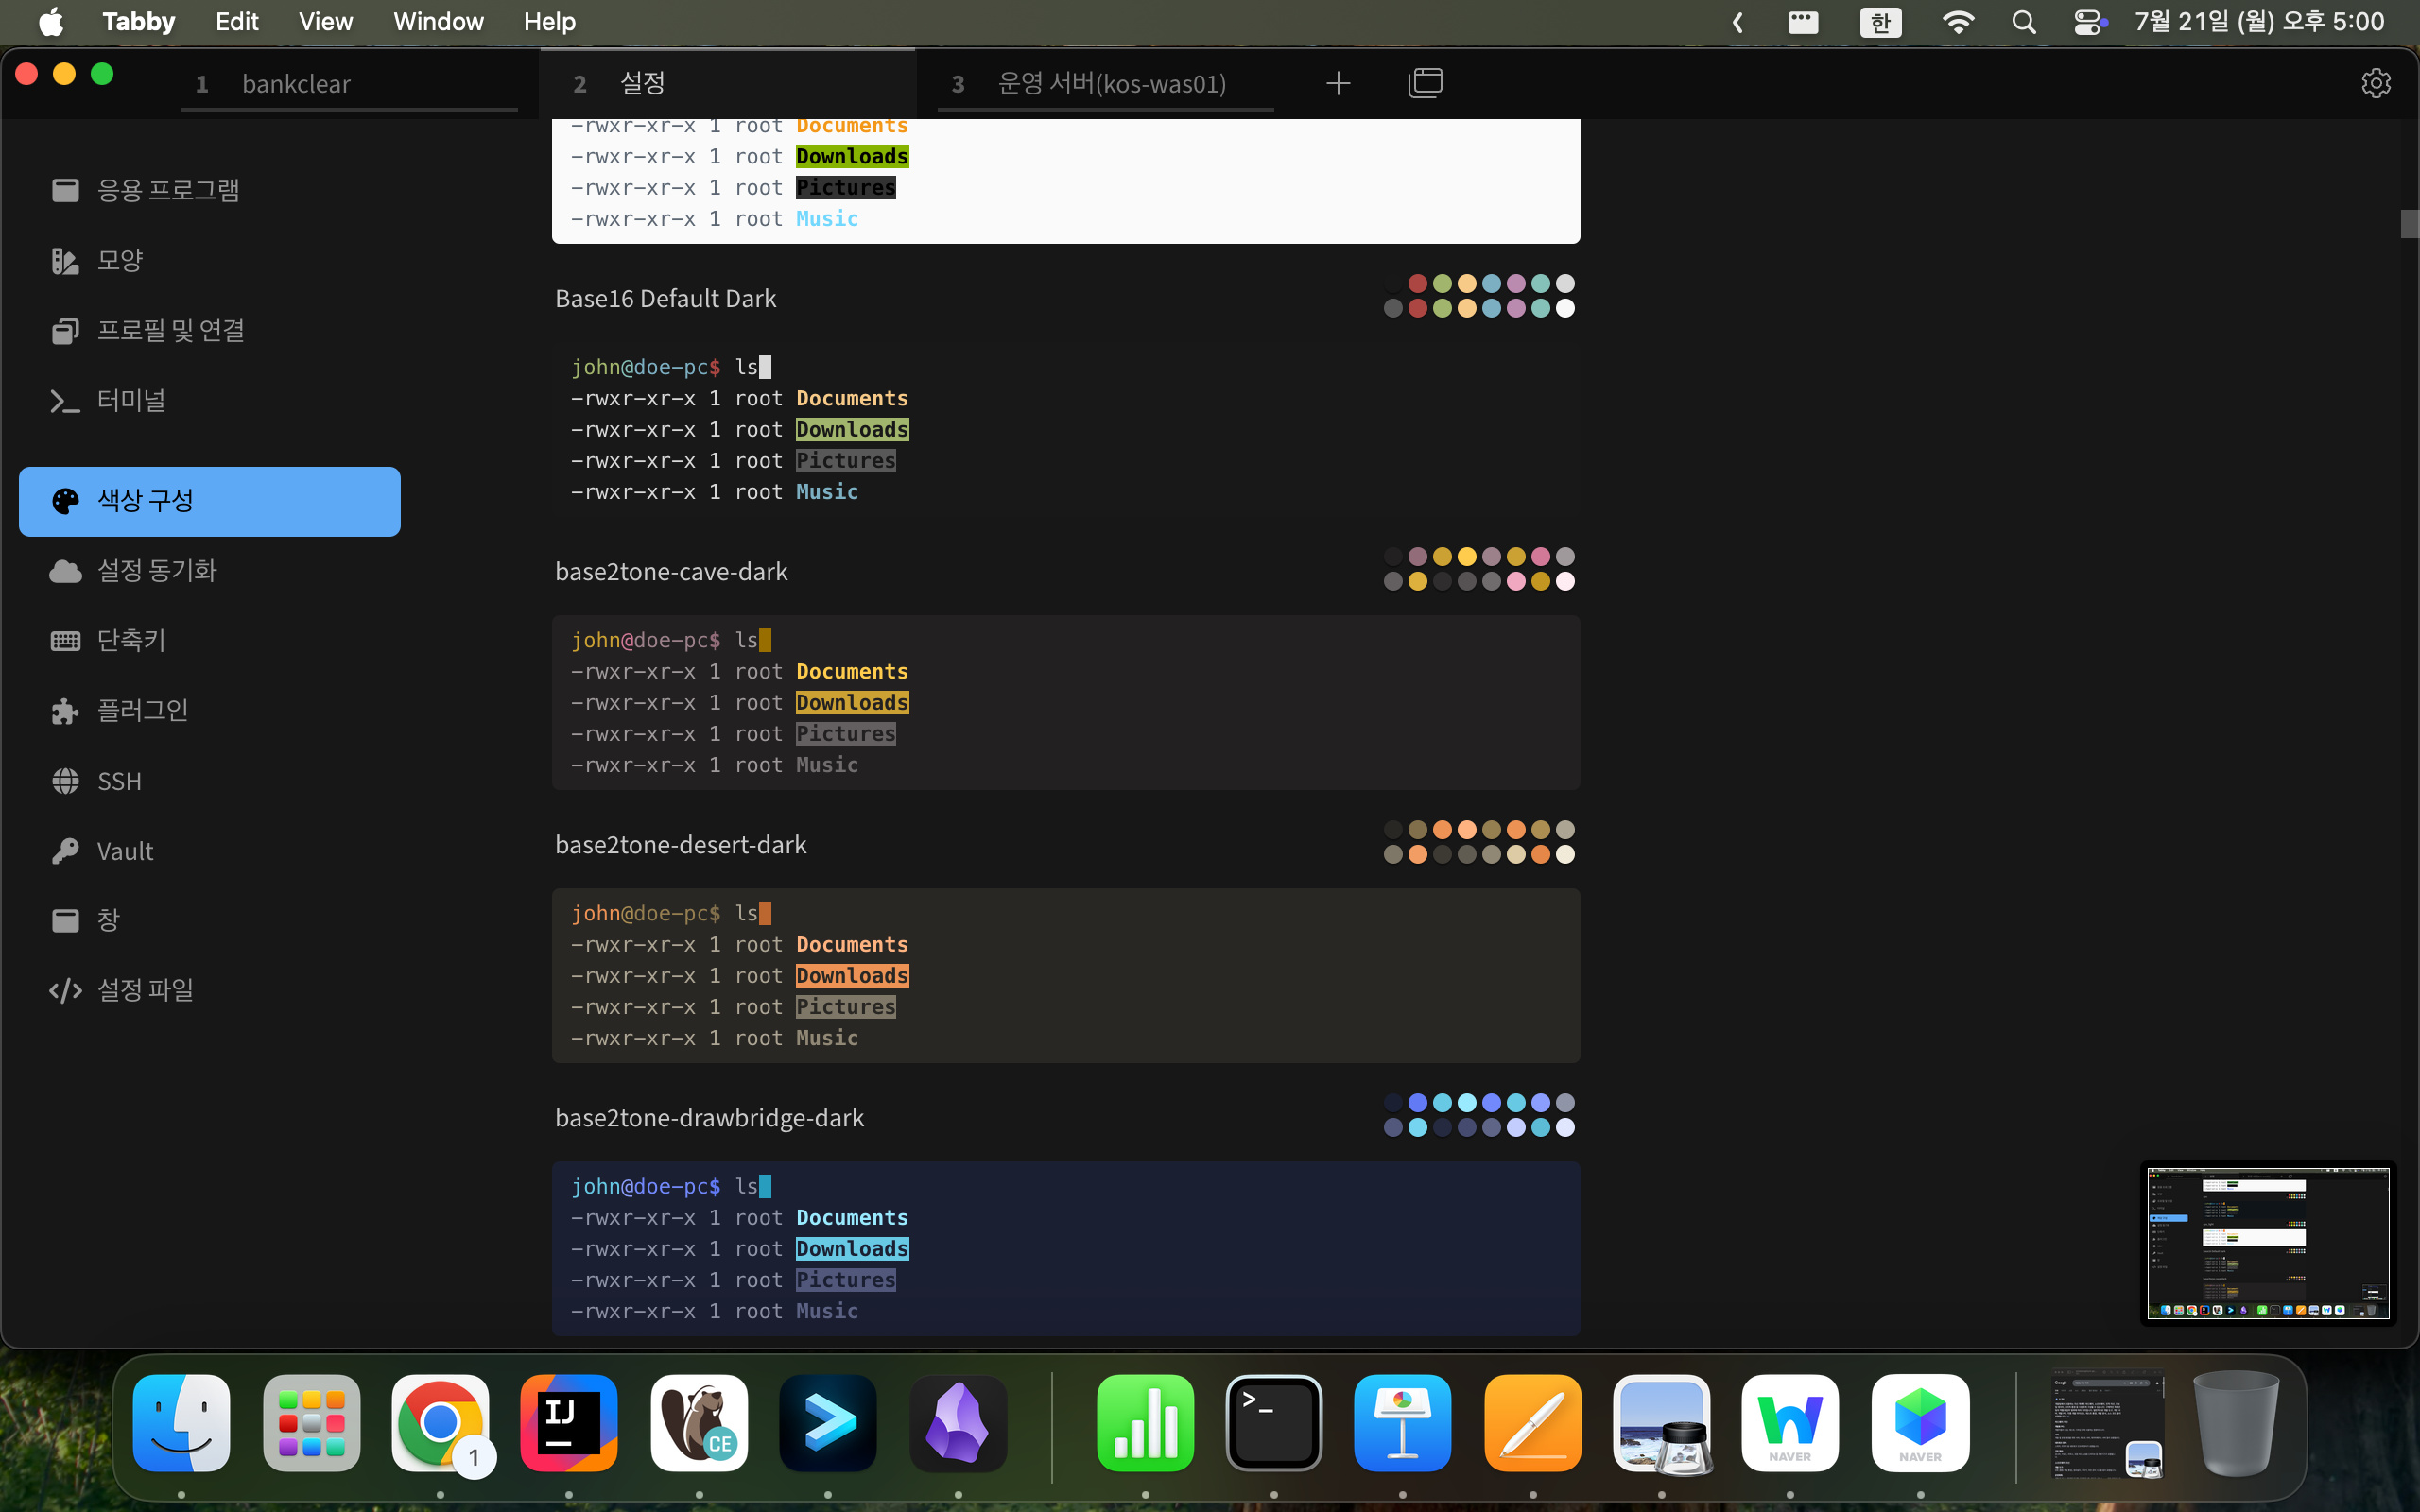 Tabby Edit View Window Help
한 7월 21일 (월) 오후 5:00
1 bankclear 2 설정 3 운영 서버(kos-was01)
응용 프로그램
모양
프로필 및 연결
터미널
색상 구성
설정 동기화
단축키
플러그인
SSH
Vault
창
설정 파일
-rwxr-xr-x 1 root Documents
-rwxr-xr-x 1 root Downloads
-rwxr-xr-x 1 root Pictures
-rwxr-xr-x 1 root Music
Base16 Default Dark
john@doe-pc$ ls
-rwxr-xr-x 1 root Documents
-rwxr-xr-x 1 root Downloads
-rwxr-xr-x 1 root Pictures
-rwxr-xr-x 1 root Music
base2tone-cave-dark
john@doe-pc$ ls
-rwxr-xr-x 1 root Documents
-rwxr-xr-x 1 root Downloads
-rwxr-xr-x 1 root Pictures
-rwxr-xr-x 1 root Music
base2tone-desert-dark
john@doe-pc$ ls
-rwxr-xr-x 1 root Documents
-rwxr-xr-x 1 root Downloads
-rwxr-xr-x 1 root Pictures
-rwxr-xr-x 1 root Music
base2tone-drawbridge-dark
john@doe-pc$ ls
-rwxr-xr-x 1 root Documents
-rwxr-xr-x 1 root Downloads
-rwxr-xr-x 1 root Pictures
-rwxr-xr-x 1 root Music
1 IJ CE >_ NAVER NAVER